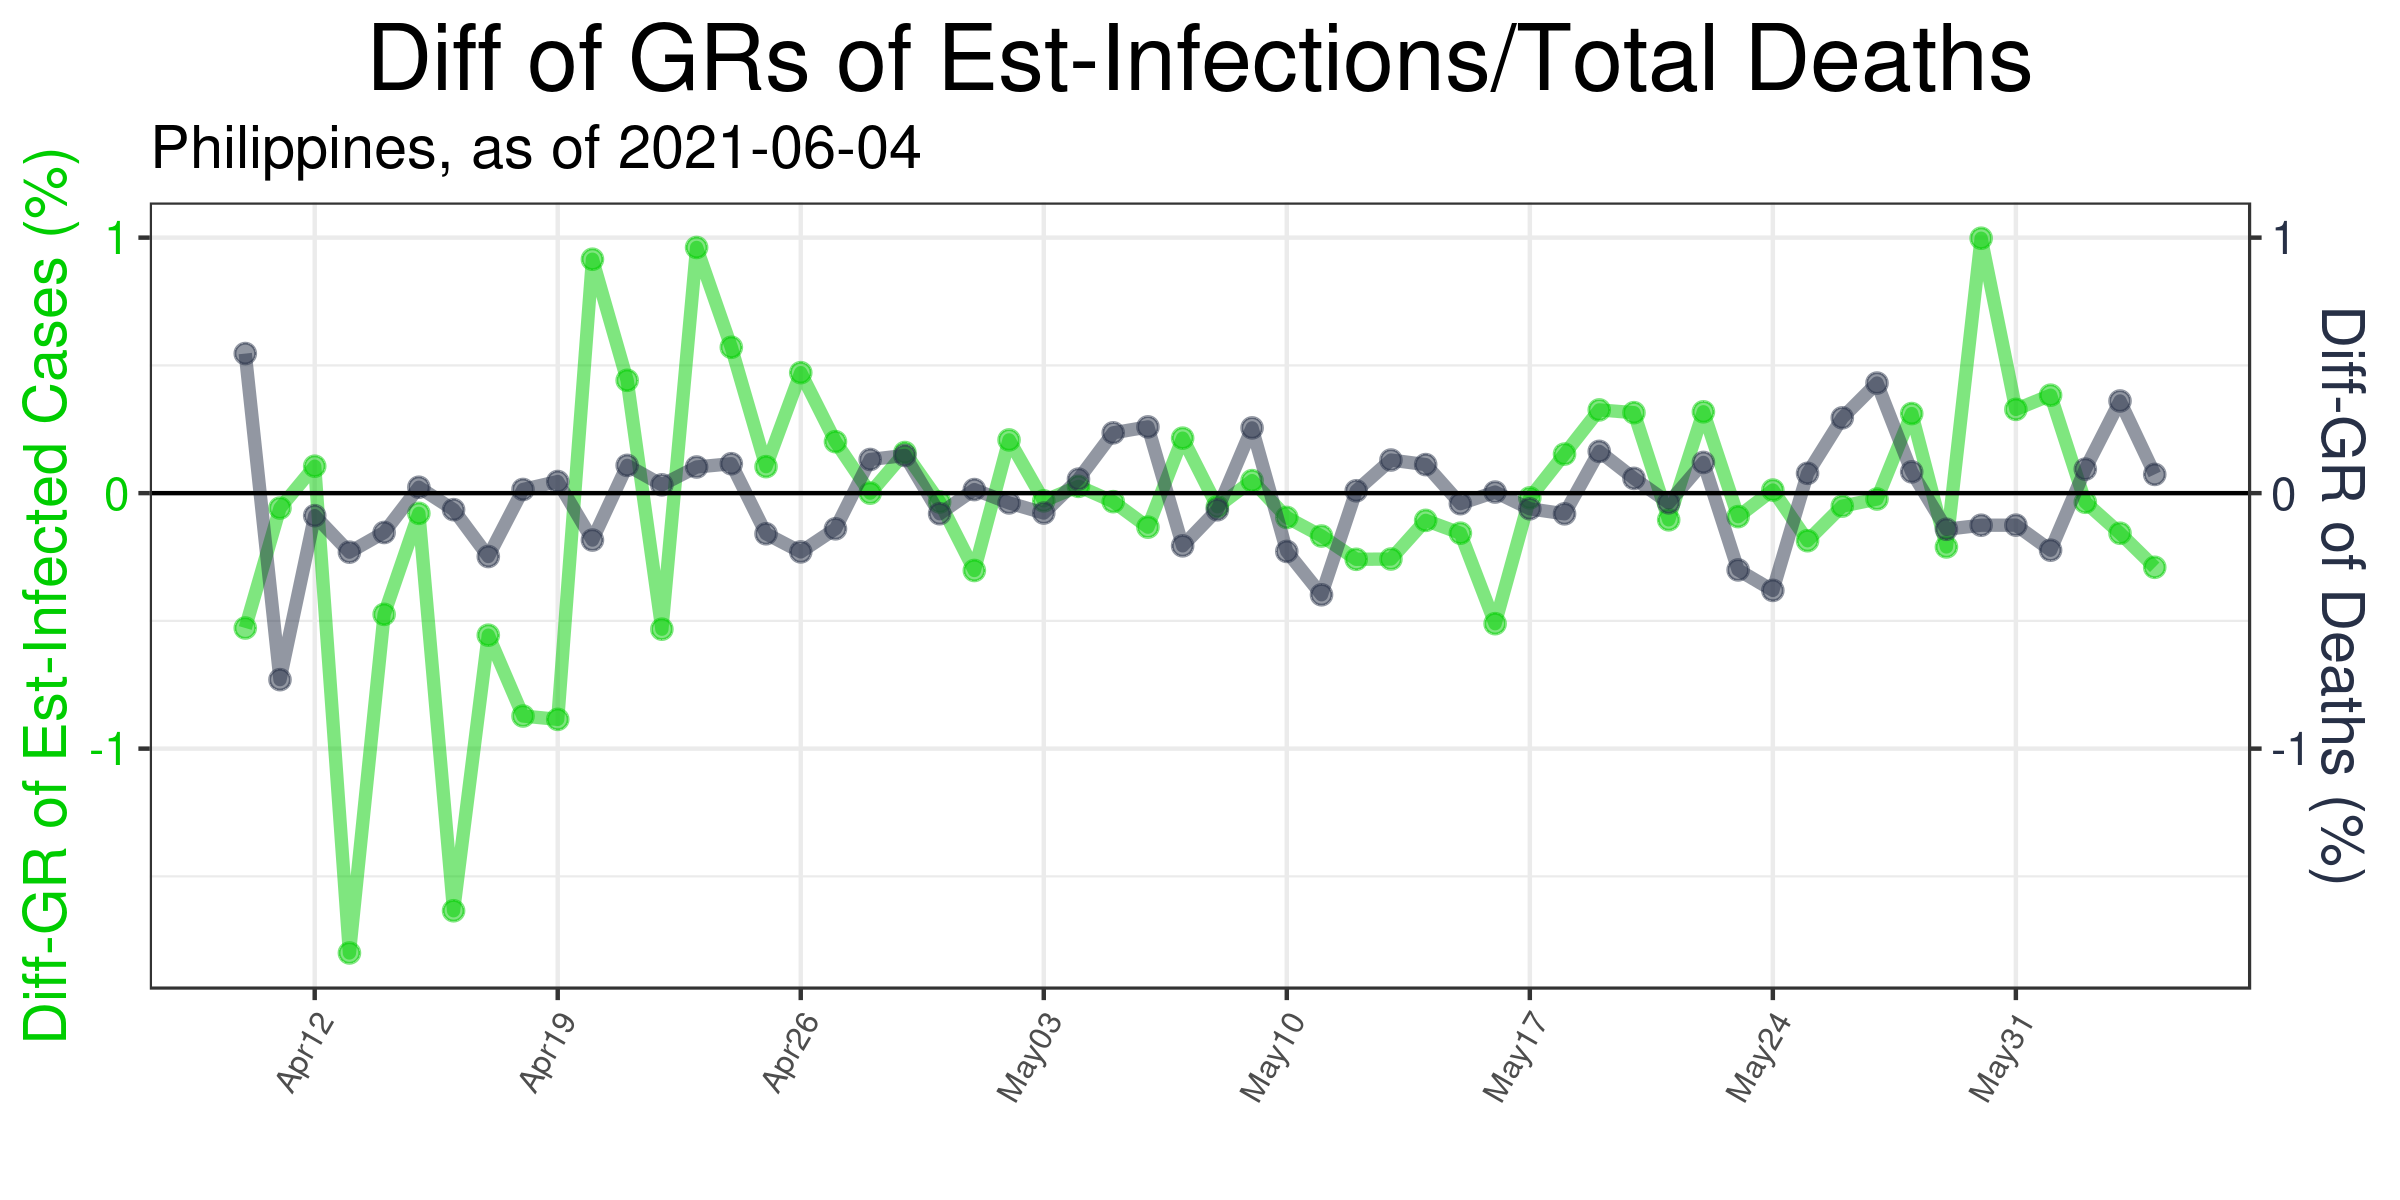 Diff of GRs of Est-Infections/Total Deaths
Philippines, as of 2021-06-04
Diff-GR of Est-Infected Cases (%)
1
0
-1
1
0
-1
Diff-GR of Deaths (%)
Apr12
Apr19
Apr26
May03
May10
May17
May24
May31